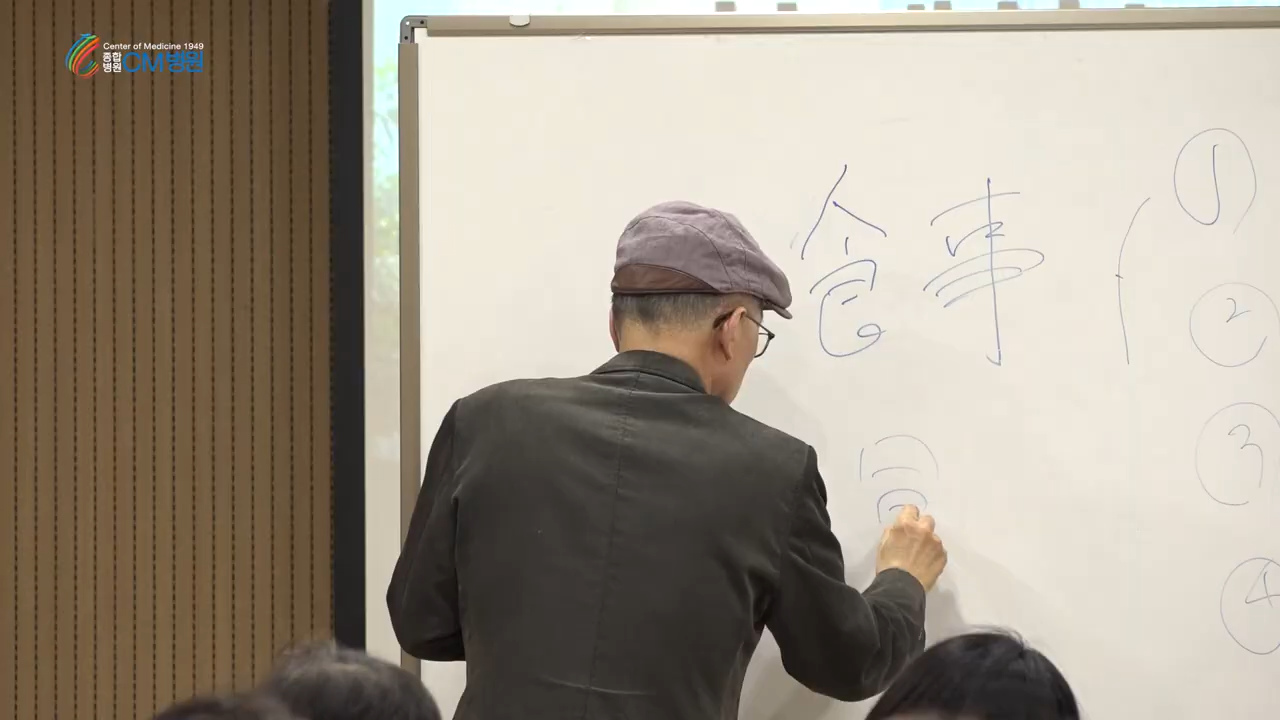 Center of Medicine 1949
종합병원 CM병원
食事 ( ①
②
③
④